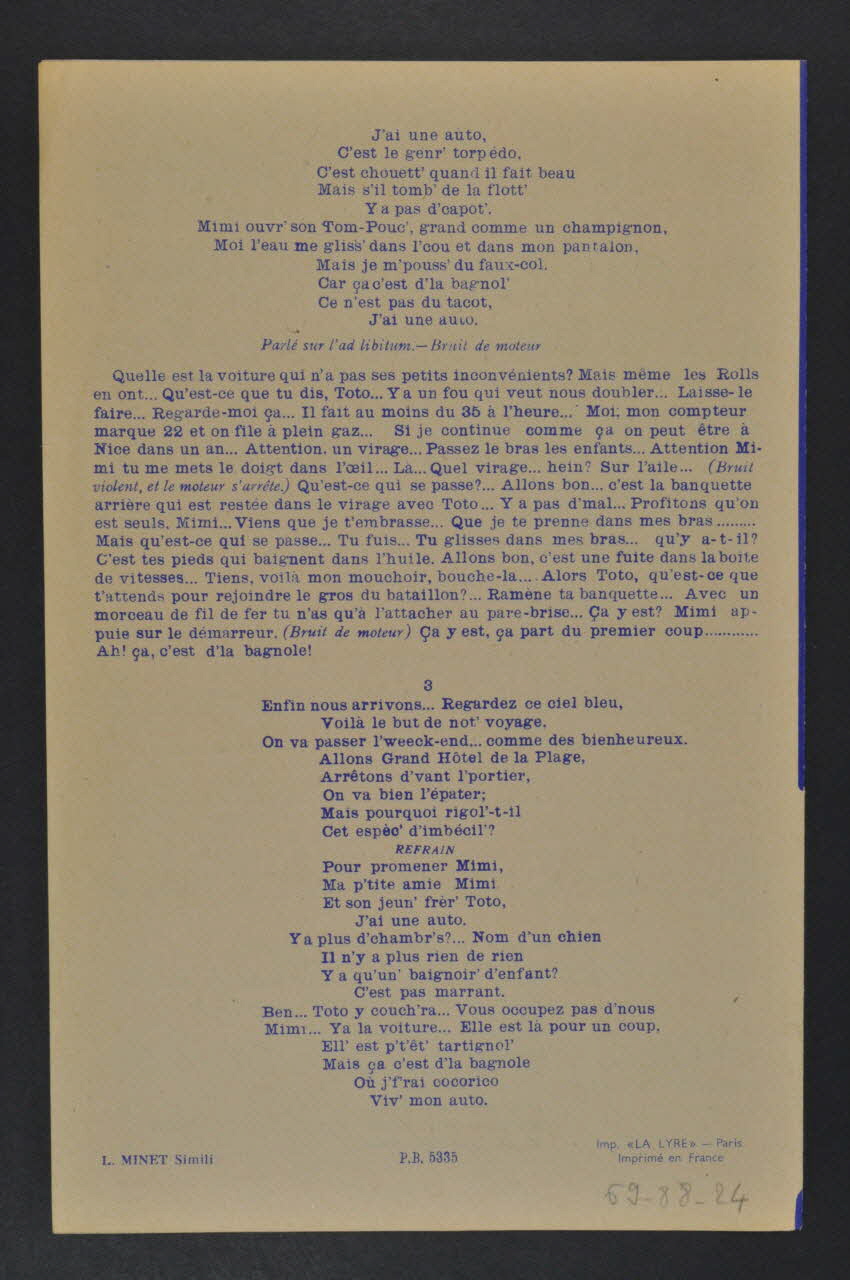 J'ai une auto,
C'est le genr' torpédo,
C'est chouett' quand il fait beau
Mais s'il tomb' de la flott'
Y a pas d'capot'.
Mimi ouvr' son Tom-Pouc', grand comme un champignon,
Moi l'eau me gliss' dans l'cou et dans mon pantalon,
Mais je m'pouss' du faux-col.
Car ça c'est d'la bagnol'
Ce n'est pas du tacot,
J'ai une auto.
Parlé sur l'ad libitum.— Bruit de moteur
Quelle est la voiture qui n'a pas ses petits inconvénients? Mais même les Rolls
en ont... Qu'est-ce que tu dis, Toto... Y a un fou qui veut nous doubler... Laisse-le
faire... Regarde-moi ça... Il fait au moins du 35 à l'heure... Moi; mon compteur
marque 22 et on file à plein gaz... Si je continue comme ça on peut être à
Nice dans un an... Attention, un virage... Passez le bras les enfants... Attention Mi-
mi tu me mets le doigt dans l'œil... La... Quel virage... hein? Sur l'aile... (Bruit
violent, et le moteur s'arrête.) Qu'est-ce qui se passe?... Allons bon... c'est la banquette
arrière qui est restée dans le virage avec Toto... Y a pas d'mal... Profitons qu'on
est seuls, Mimi... Viens que je t'embrasse... Que je te prenne dans mes bras.........
Mais qu'est-ce qui se passe... Tu fuis... Tu glisses dans mes bras... qu'y a-t-il?
C'est tes pieds qui baignent dans l'huile. Allons bon, c'est une fuite dans la boîte
de vitesses... Tiens, voilà mon mouchoir, bouche-la.... Alors Toto, qu'est-ce que
t'attends pour rejoindre le gros du bataillon?... Ramène ta banquette... Avec un
morceau de fil de fer tu n'as qu'à l'attacher au pare-brise... Ça y est? Mimi ap-
puie sur le démarreur. (Bruit de moteur) Ça y est, ça part du premier coup............
Ah! ça, c'est d'la bagnole!
3
Enfin nous arrivons... Regardez ce ciel bleu,
Voilà le but de not' voyage,
On va passer l'weeck-end... comme des bienheureux.
Allons Grand Hôtel de la Plage,
Arrêtons d'vant l'portier,
On va bien l'épater;
Mais pourquoi rigol'-t-il
Cet espèc' d'imbécil'?
REFRAIN
Pour promener Mimi,
Ma p'tite amie Mimi
Et son jeun' frèr' Toto,
J'ai une auto.
Y a plus d'chambr's?... Nom d'un chien
Il n'y a plus rien de rien
Y a qu'un' baignoir' d'enfant?
C'est pas marrant.
Ben... Toto y couch'ra... Vous occupez pas d'nous
Mimi... Ya la voiture... Elle est là pour un coup,
Ell' est p't'êt' tartignol'
Mais ça c'est d'la bagnole
Où j'f'rai cocorico
Viv' mon auto.
Imp. «LA LYRE» — Paris
L. MINET Simili P.B. 5335 Imprimé en France
69-88-24